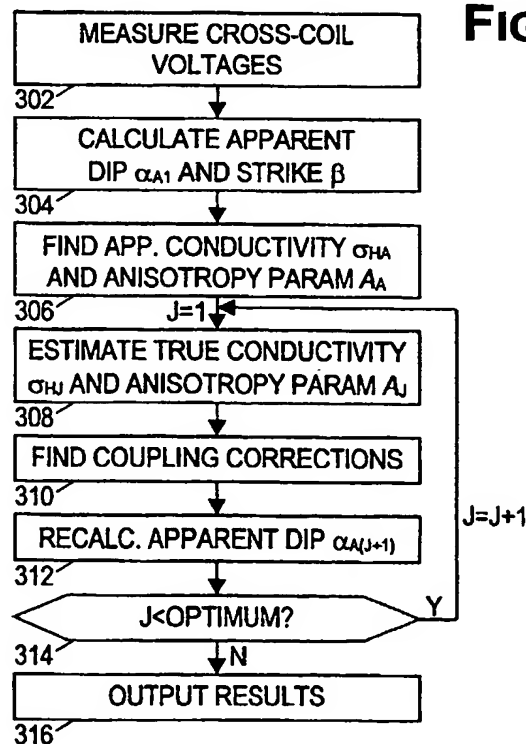 FIG
MEASURE CROSS-COIL
VOLTAGES
302
CALCULATE APPARENT
DIP αA1 AND STRIKE β
304
FIND APP. CONDUCTIVITY σHA
AND ANISOTROPY PARAM AA
306
J=1
ESTIMATE TRUE CONDUCTIVITY
σHJ AND ANISOTROPY PARAM AJ
308
FIND COUPLING CORRECTIONS
310
J=J+1
RECALC. APPARENT DIP αA(J+1)
312
J<OPTIMUM?
Y
314
N
OUTPUT RESULTS
316